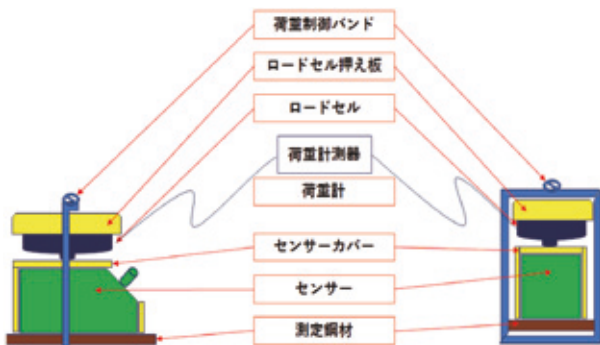 荷重制御バンド
ロードセル押え板
ロードセル
荷重計測器
荷重計
センサーカバー
センサー
測定鋼材